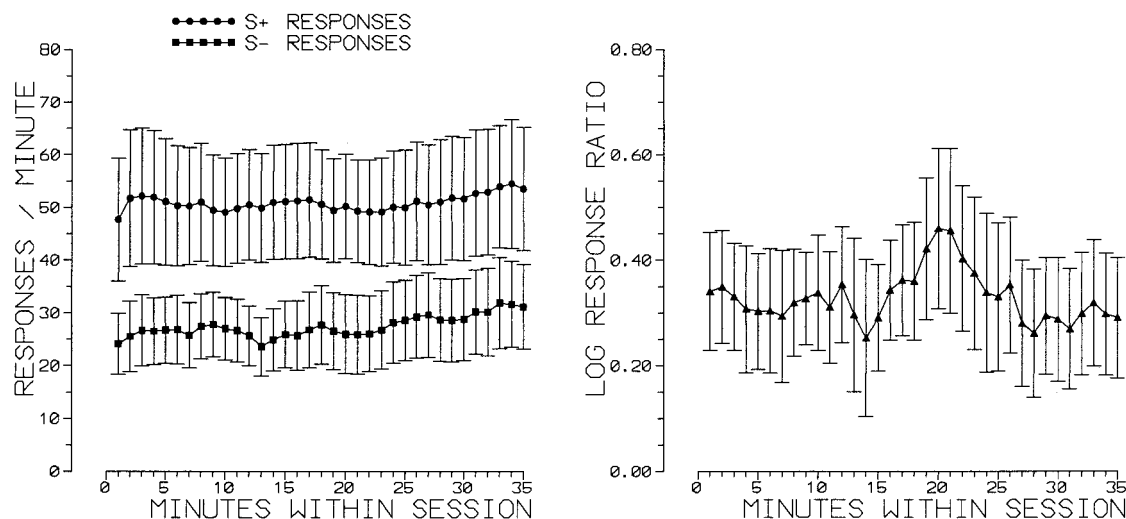 S+ RESPONSES
S- RESPONSES
RESPONSES / MINUTE
80
70
60
50
40
30
20
10
0
0 5 10 15 20 25 30 35
MINUTES WITHIN SESSION
LOG RESPONSE RATIO
0.80
0.60
0.40
0.20
0.00
0 5 10 15 20 25 30 35
MINUTES WITHIN SESSION